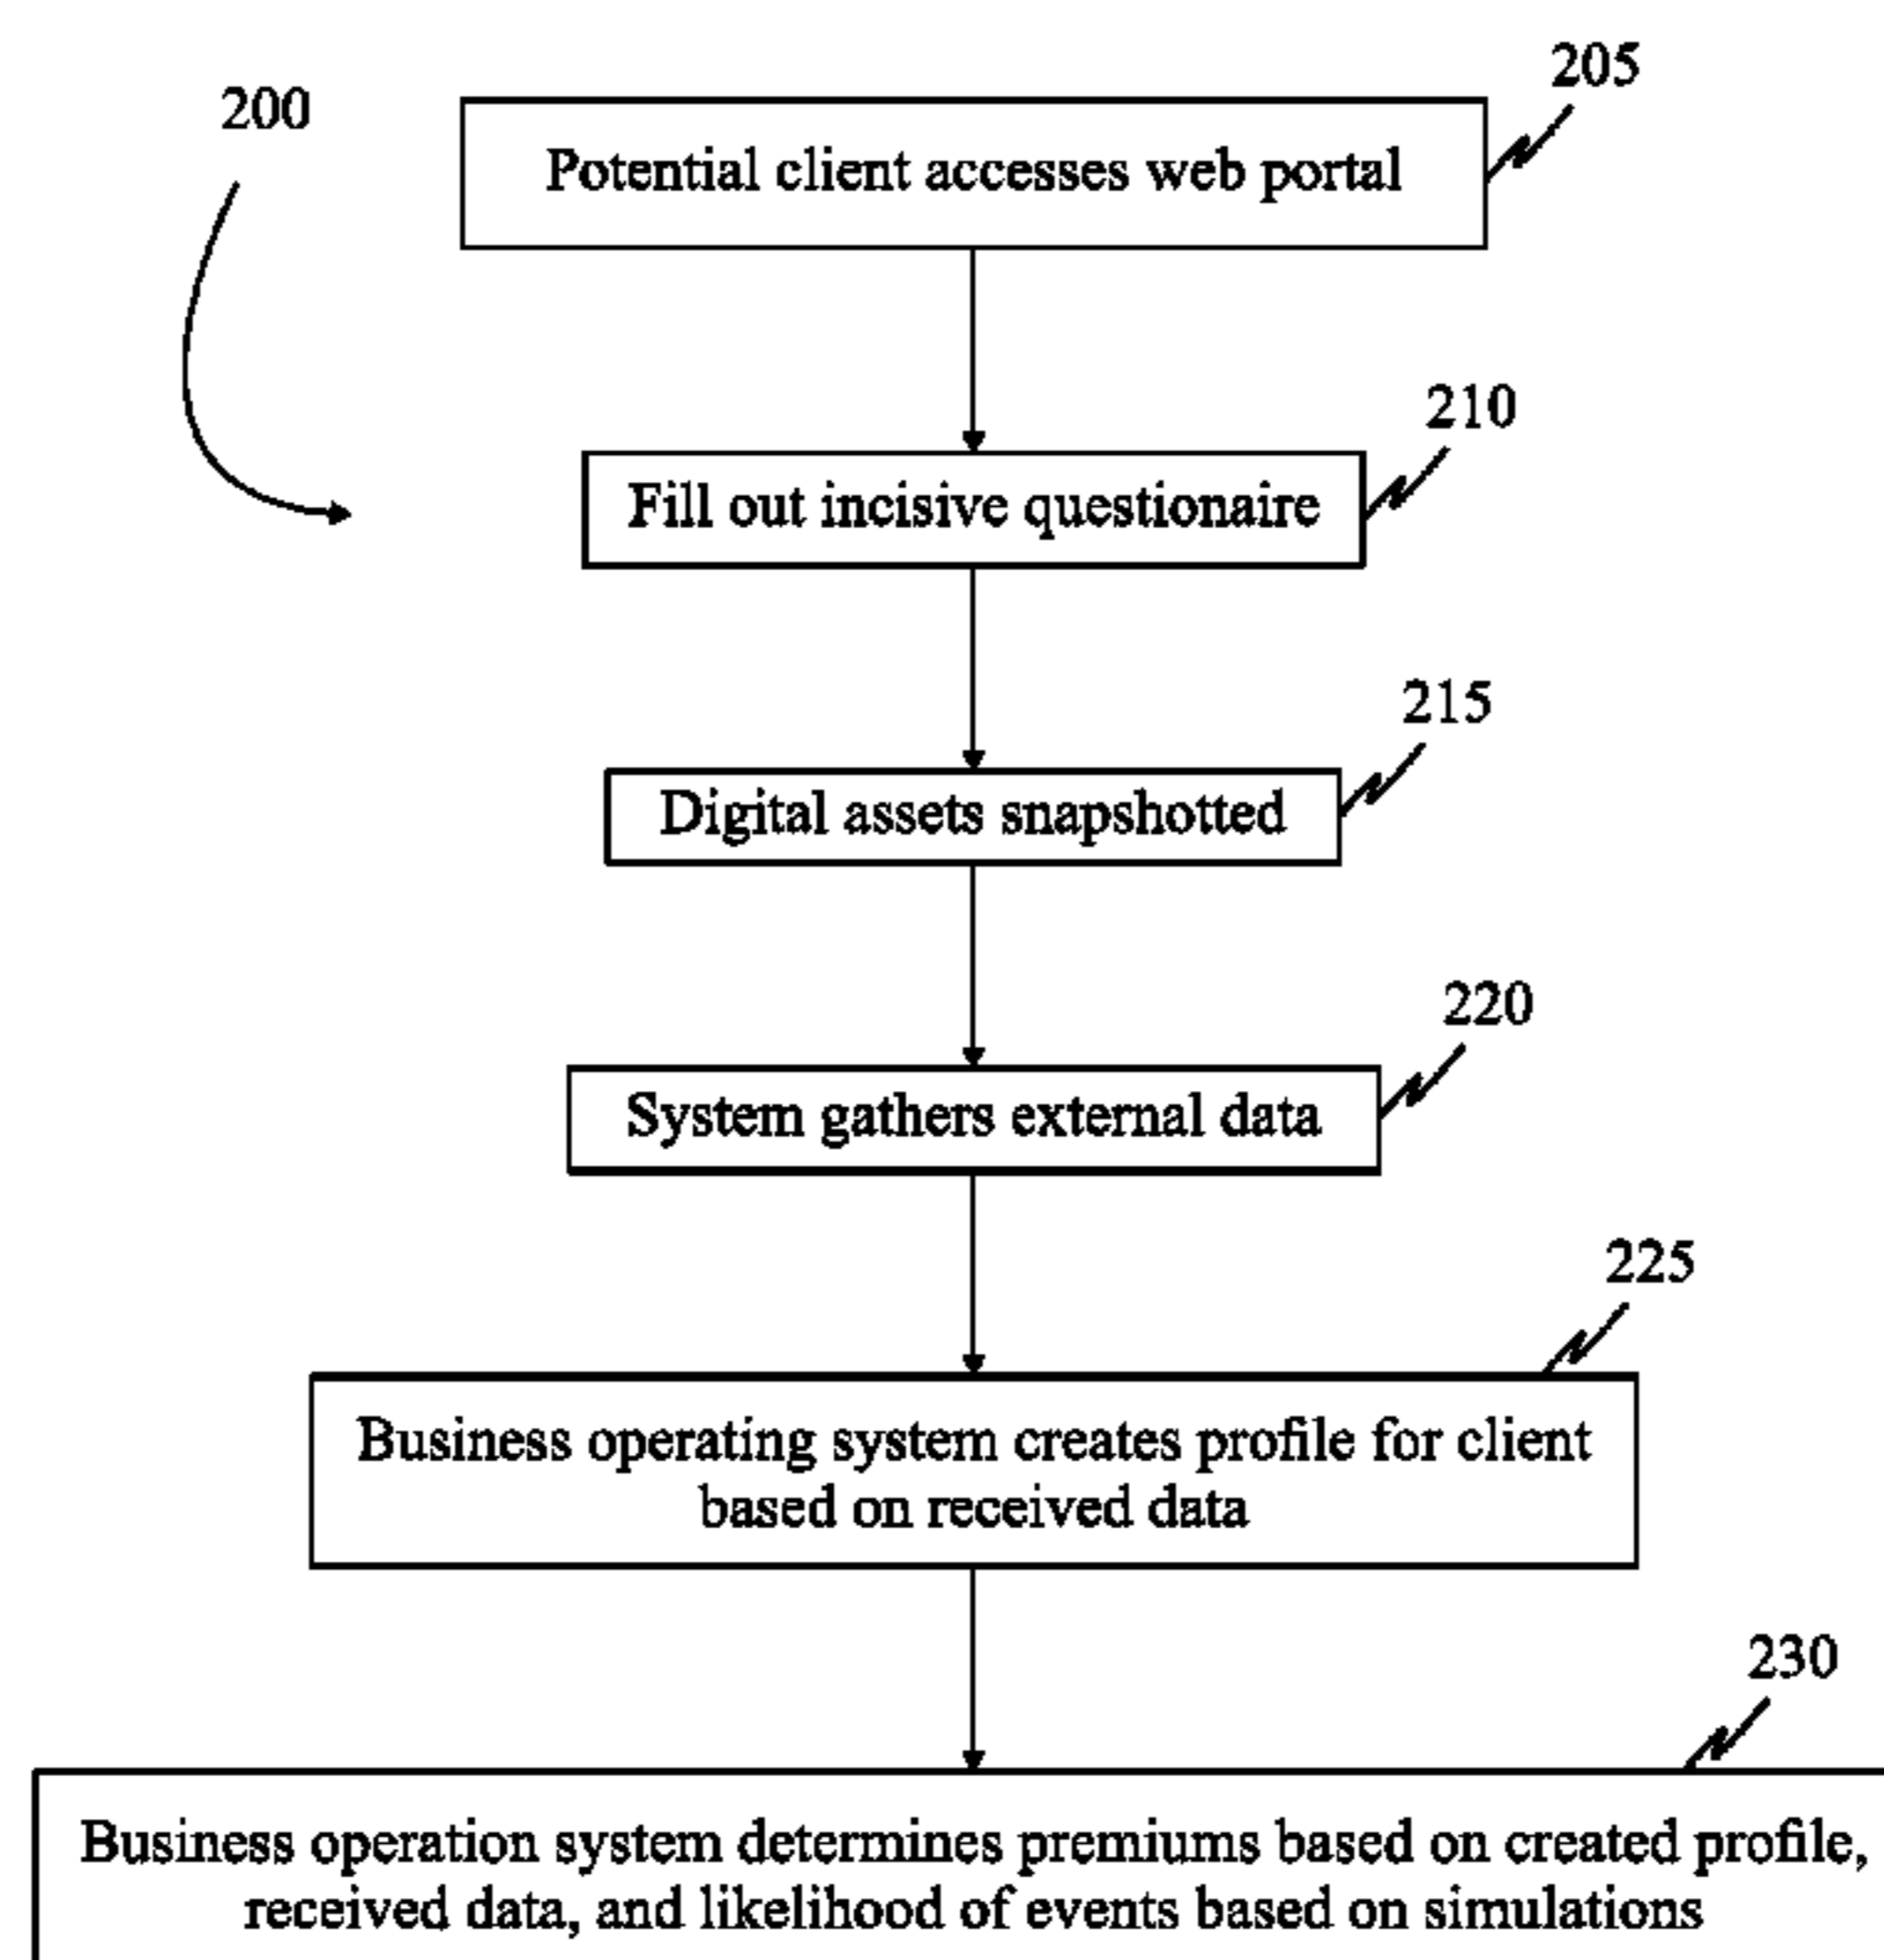 205
200
Potential client accesses web portal
210
Fill out incisive questionaire
215
Digital assets snapshotted
220
System gathers external data
225
Business operating system creates profile for client
based on received data
230
Business operation system determines premiums based on created profile,
received data, and likelihood of events based on simulations